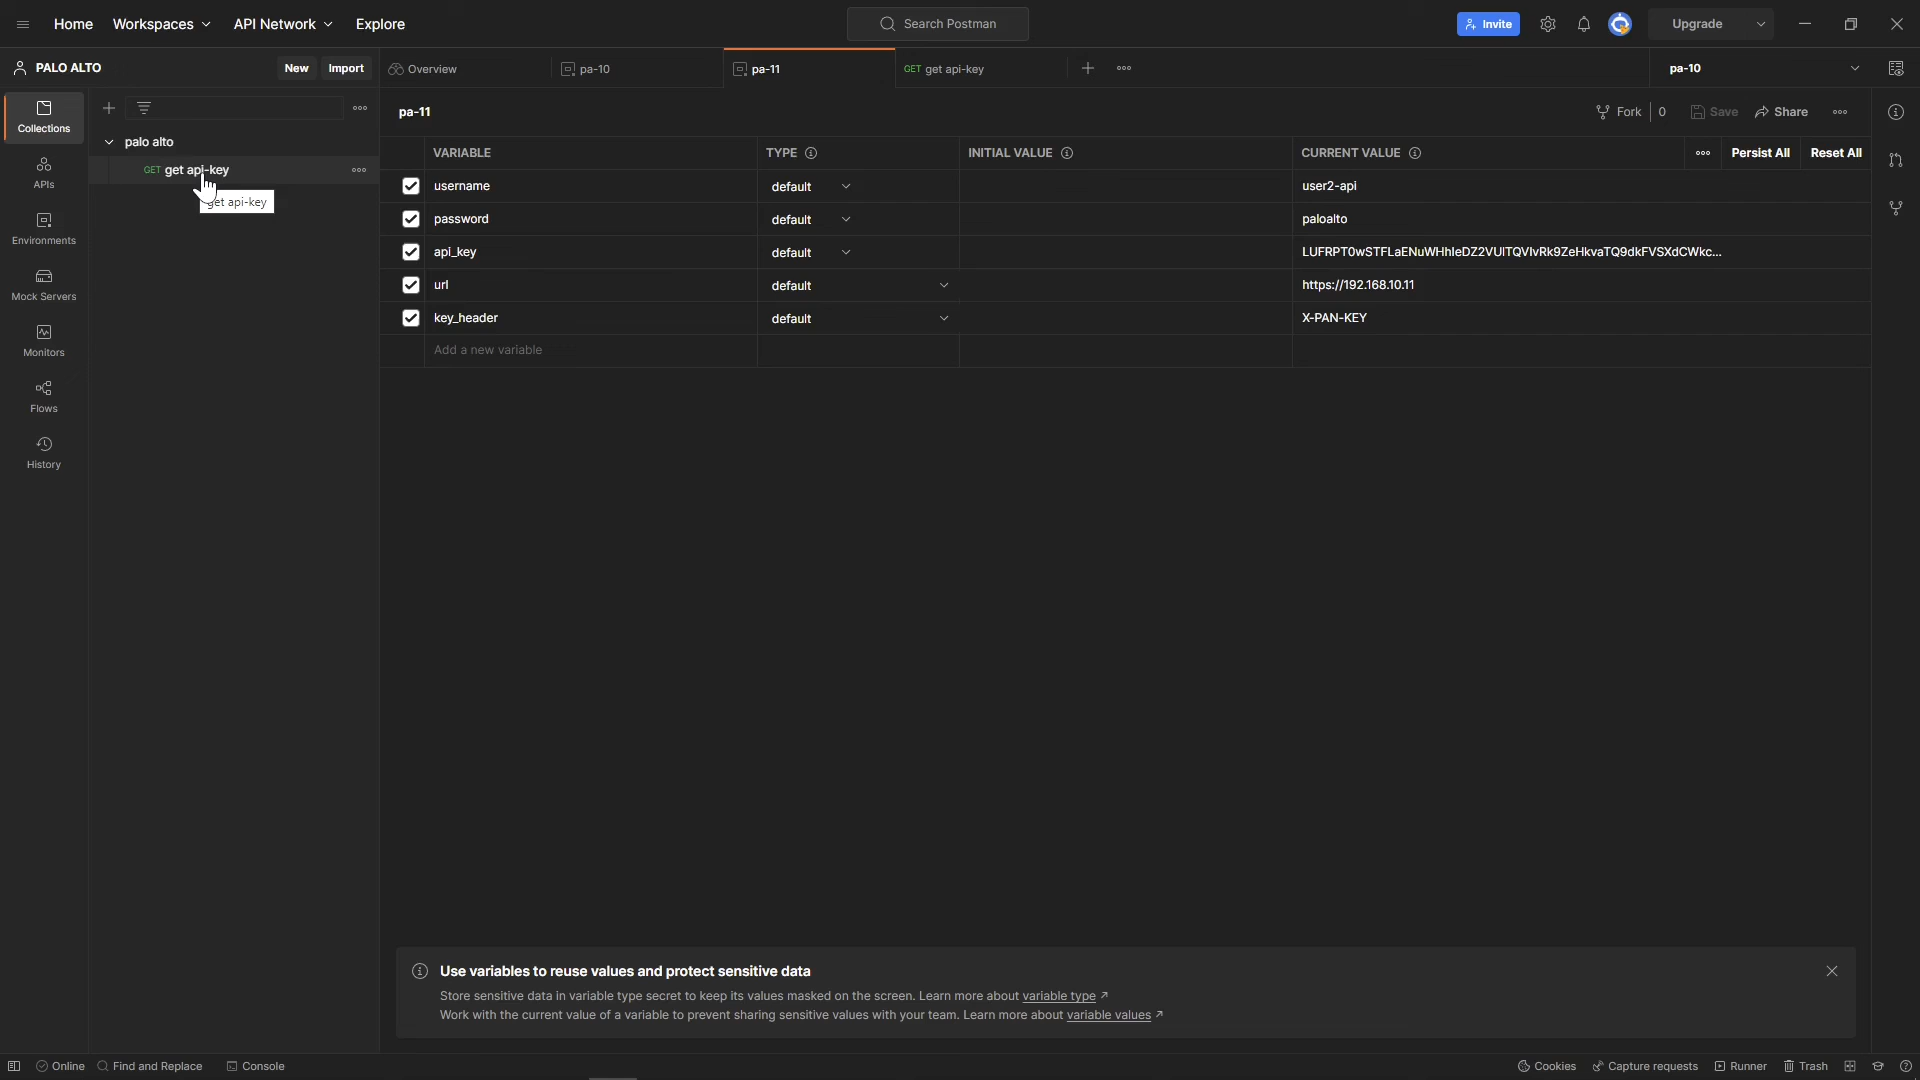 Home Workspaces API Network Explore Search Postman Invite Upgrade
PALO ALTO New Import Overview pa-10 pa-11 GET get api-key pa-10
Collections
APIs
Environments
Mock Servers
Monitors
Flows
History
palo alto
GET get api-key
get api-key
pa-11 Fork 0 Save Share
VARIABLE TYPE INITIAL VALUE CURRENT VALUE Persist All Reset All
username default user2-api
password default paloalto
api_key default LUFRPT0wSTFLaENuWHhleDZ2VUlTQVlvRk9ZeHkvaTQ9dkFVSXdCWkc...
url default https://192.168.10.11
key_header default X-PAN-KEY
Add a new variable
Use variables to reuse values and protect sensitive data
Store sensitive data in variable type secret to keep its values masked on the screen. Learn more about variable type ↗
Work with the current value of a variable to prevent sharing sensitive values with your team. Learn more about variable values ↗
Online Find and Replace Console Cookies Capture requests Runner Trash